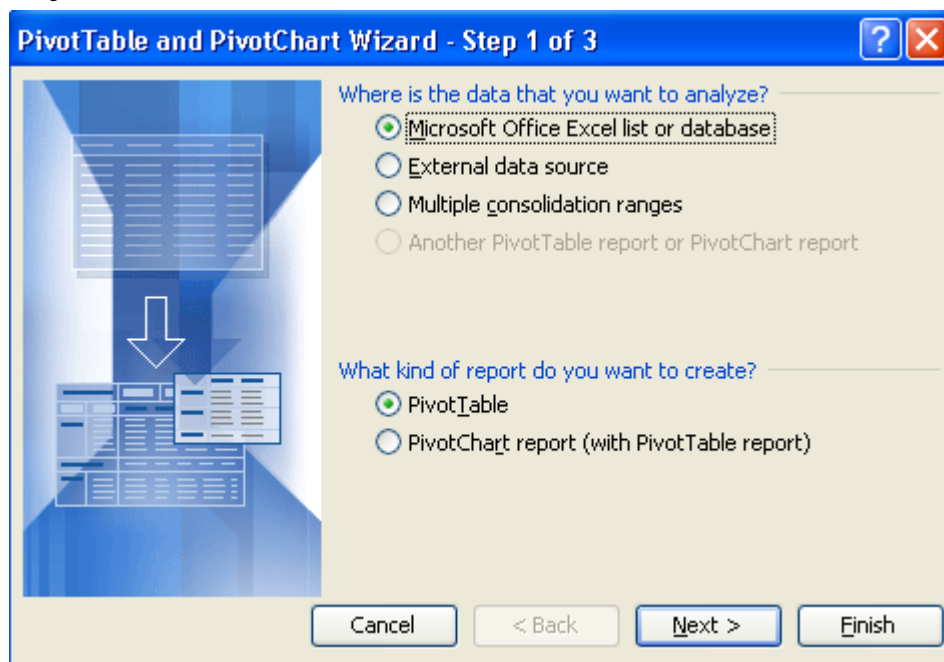 PivotTable and PivotChart Wizard - Step 1 of 3
Where is the data that you want to analyze?
Microsoft Office Excel list or database
External data source
Multiple consolidation ranges
Another PivotTable report or PivotChart report
What kind of report do you want to create?
PivotTable
PivotChart report (with PivotTable report)
Cancel
< Back
Next >
Finish